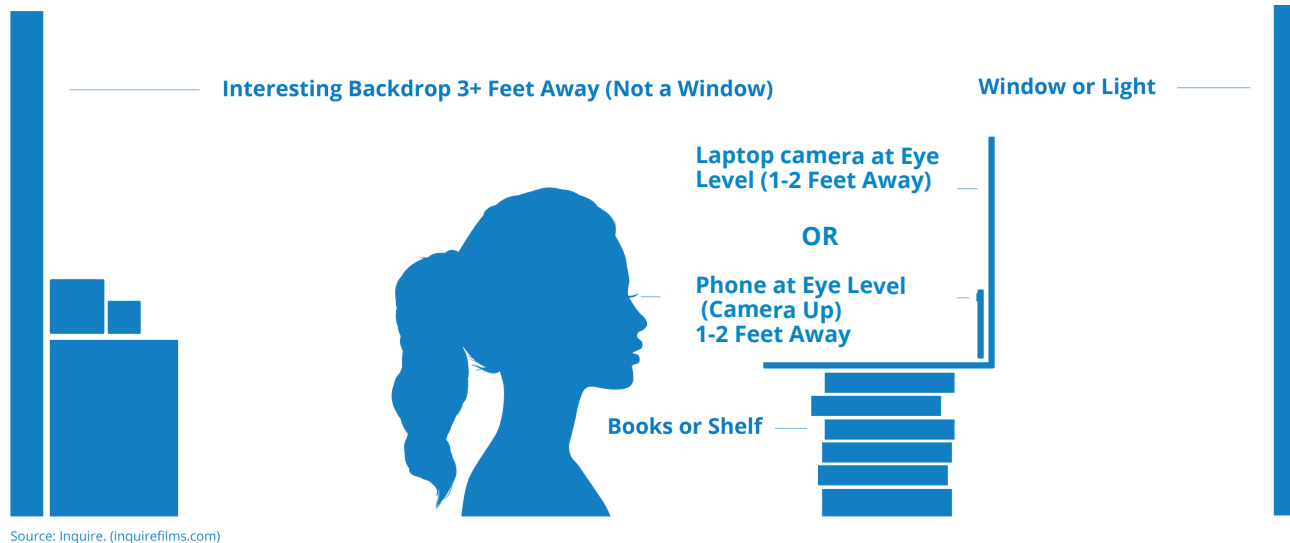 Interesting Backdrop 3+ Feet Away (Not a Window)
Window or Light
Laptop camera at Eye
Level (1-2 Feet Away)
OR
Phone at Eye Level
(Camera Up)
1-2 Feet Away
Books or Shelf
Source: Inquire. (inquirefilms.com)